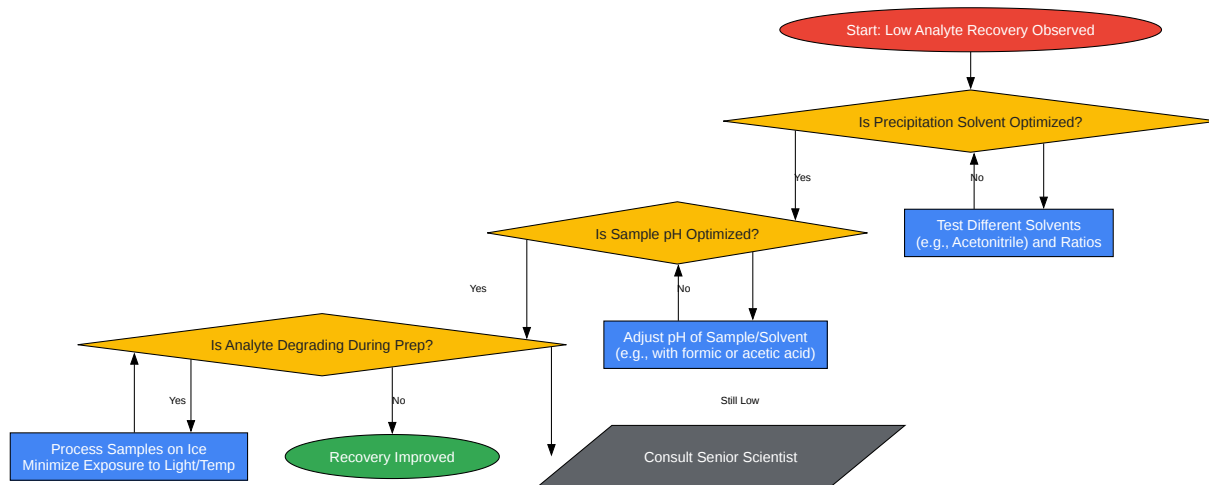 Start: Low Analyte Recovery Observed
Is Precipitation Solvent Optimized?
Yes
No
Test Different Solvents
(e.g., Acetonitrile) and Ratios
Is Sample pH Optimized?
Yes
No
Adjust pH of Sample/Solvent
(e.g., with formic or acetic acid)
Is Analyte Degrading During Prep?
Yes
No
Still Low
Process Samples on Ice
Minimize Exposure to Light/Temp
Recovery Improved
Consult Senior Scientist